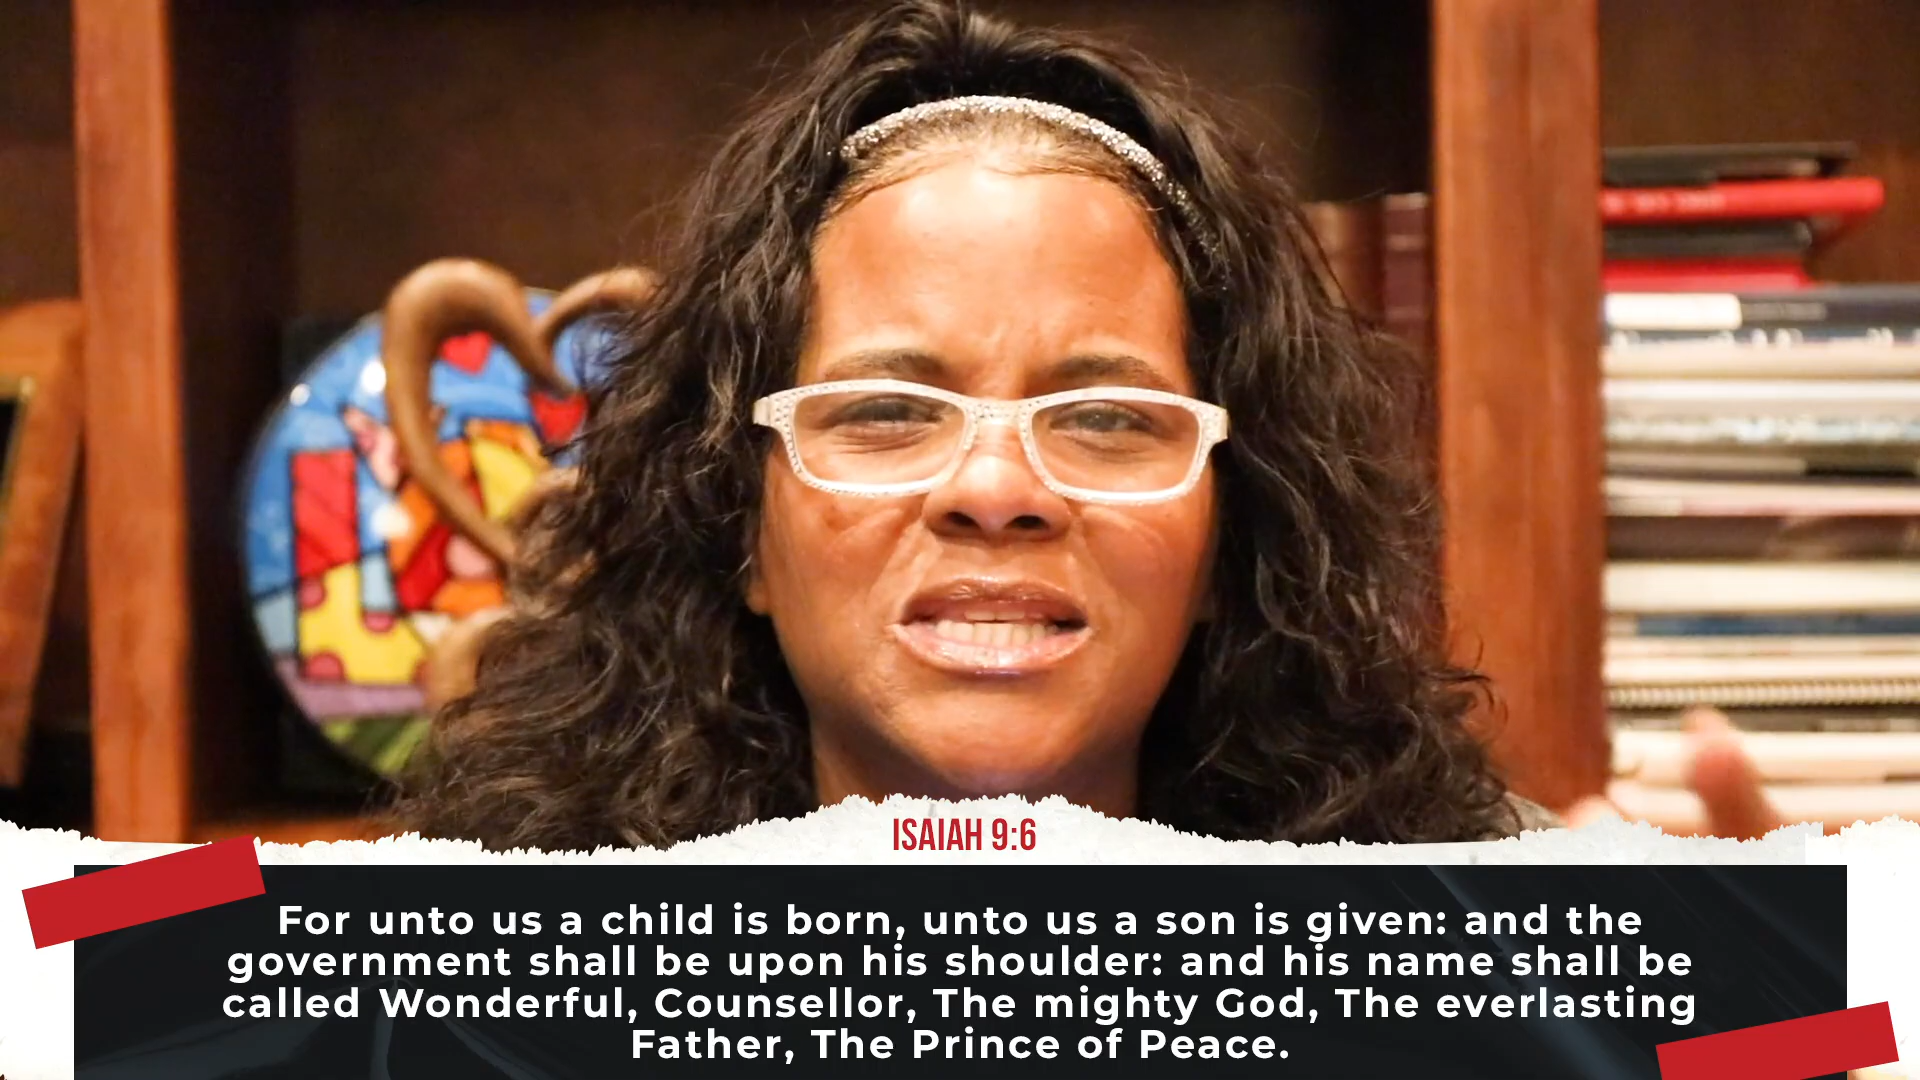 ISAIAH 9:6
For unto us a child is born, unto us a son is given: and the
government shall be upon his shoulder: and his name shall be
called Wonderful, Counsellor, The mighty God, The everlasting
Father, The Prince of Peace.